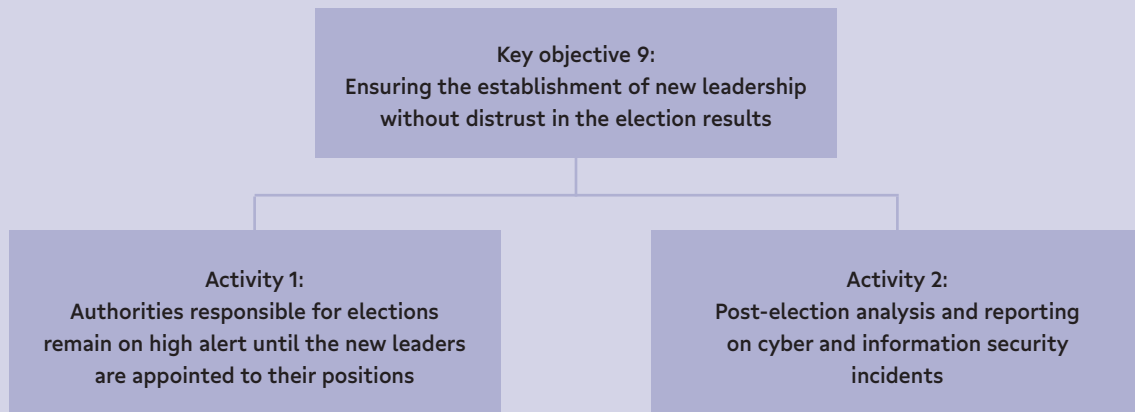 Key objective 9:
Ensuring the establishment of new leadership
without distrust in the election results
Activity 1:
Authorities responsible for elections
remain on high alert until the new leaders
are appointed to their positions
Activity 2:
Post-election analysis and reporting
on cyber and information security
incidents